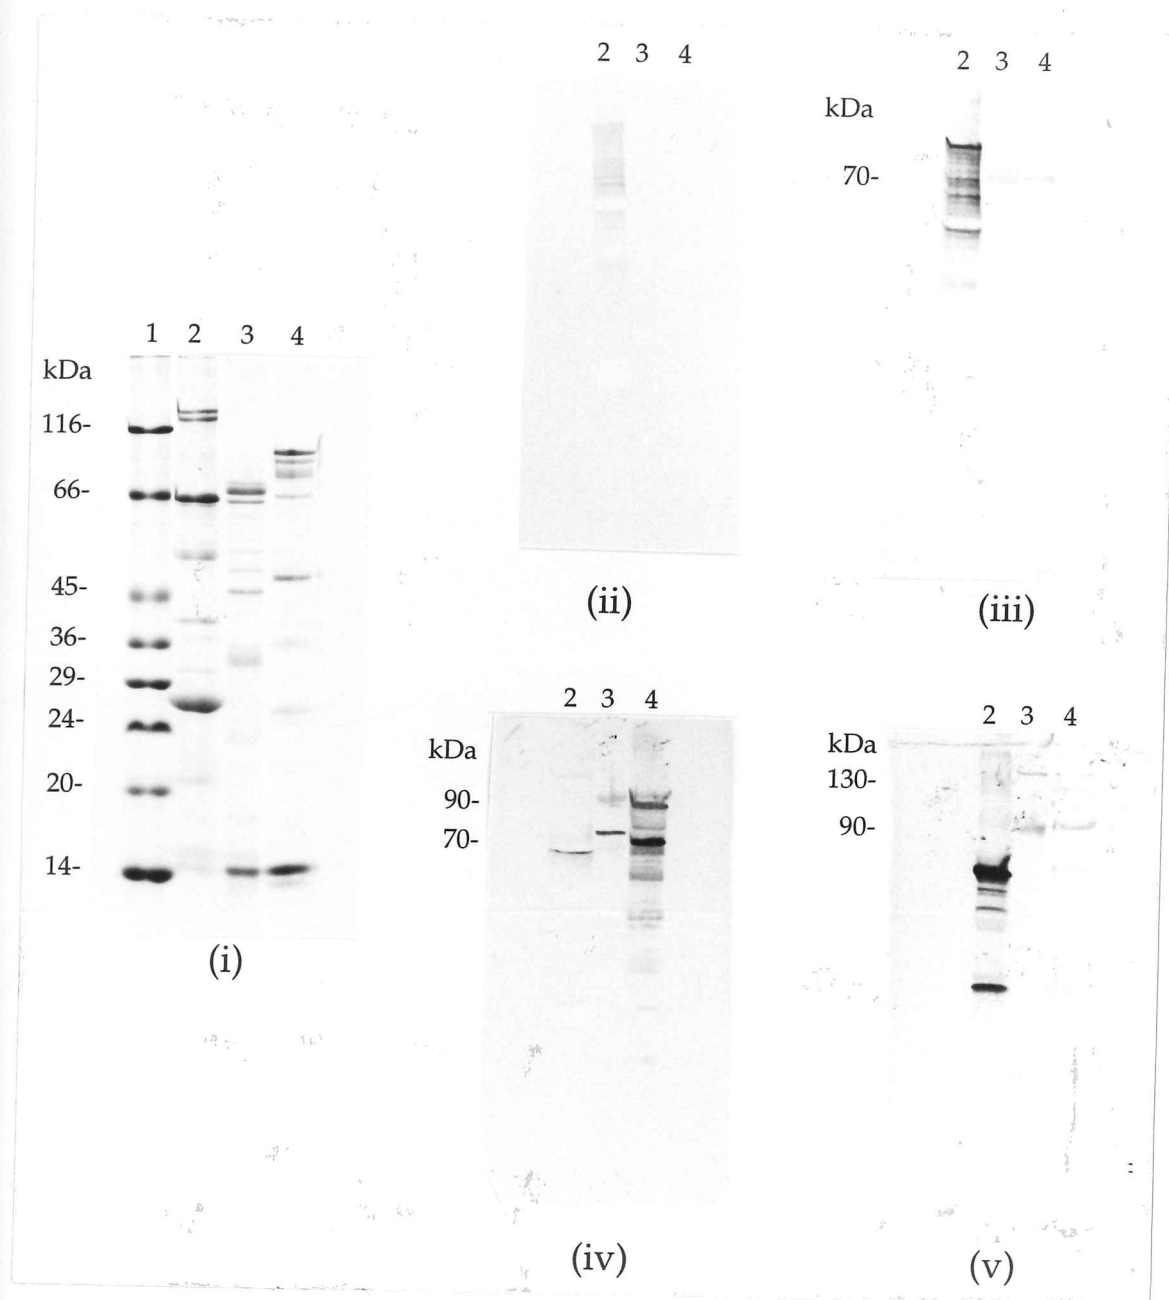 2 3 4
2 3 4
kDa
70-
1 2 3 4
kDa
116-
66-
45-
36-
29-
24-
20-
14-
(i)
(ii)
(iii)
2 3 4
kDa
90-
70-
(iv)
2 3 4
kDa
130-
90-
(v)